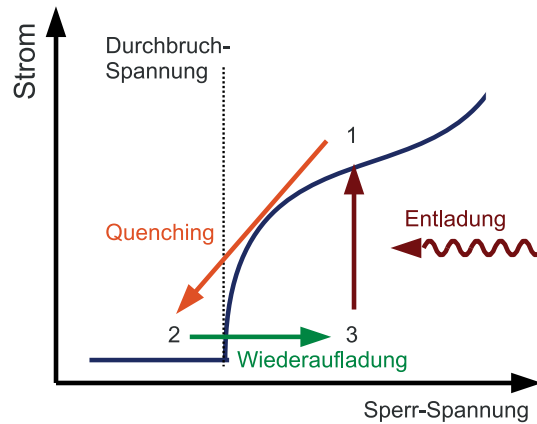 Strom
Durchbruch-
Spannung
1
Quenching
Entladung
2
3
Wiederaufladung
Sperr-Spannung